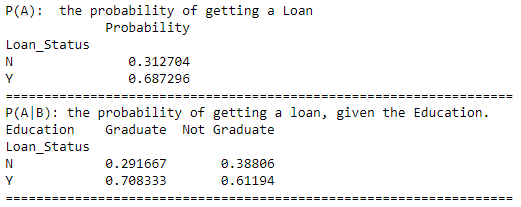 P(A):  the probability of getting a Loan
             Probability
Loan_Status
N               0.312704
Y               0.687296
================================================================
P(A|B): the probability of getting a loan, given the Education.
Education    Graduate  Not Graduate
Loan_Status
N            0.291667       0.38806
Y            0.708333       0.61194
================================================================